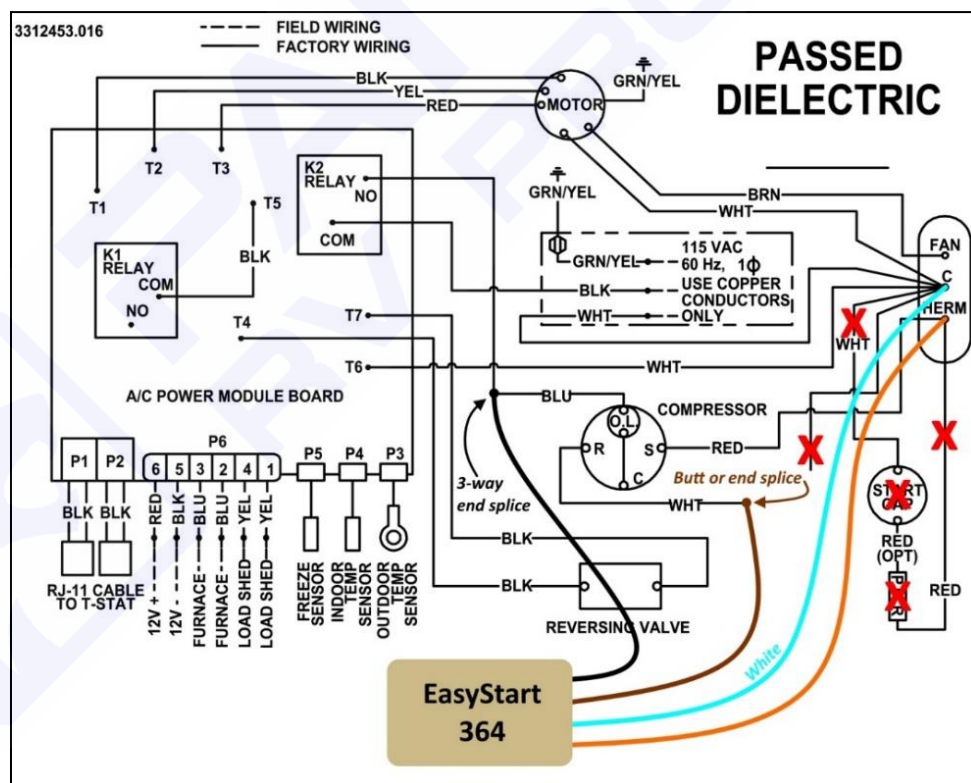 3312453.016
FIELD WIRING
FACTORY WIRING
PASSED
DIELECTRIC
BLK
YEL
RED
MOTOR
GRN/YEL
T1
T2
T3
T5
K2
RELAY
NO
COM
BLK
K1
RELAY
COM
NO
T4
T7
T6
A/C POWER MODULE BOARD
GRN/YEL
BRN
WHT
GRN/YEL
BLK
WHT
115 VAC
60 Hz, 1ϕ
USE COPPER
CONDUCTORS
ONLY
FAN
C
HERM
WHT
WHT
BLU
COMPRESSOR
O.L.
R
S
C
RED
WHT
3-way
end splice
Butt or end splice
START
CAP
RED
(OPT)
RED
BLK
BLK
REVERSING VALVE
P1
P2
P6
6 5 3 2 4 1
P5
P4
P3
BLK
BLK
RJ-11 CABLE
TO T-STAT
RED
BLK
BLU
BLU
YEL
YEL
12V +
12V -
FURNACE
FURNACE
LOAD SHED
LOAD SHED
FREEZE
SENSOR
INDOOR
TEMP
SENSOR
OUTDOOR
TEMP
SENSOR
White
EasyStart
364